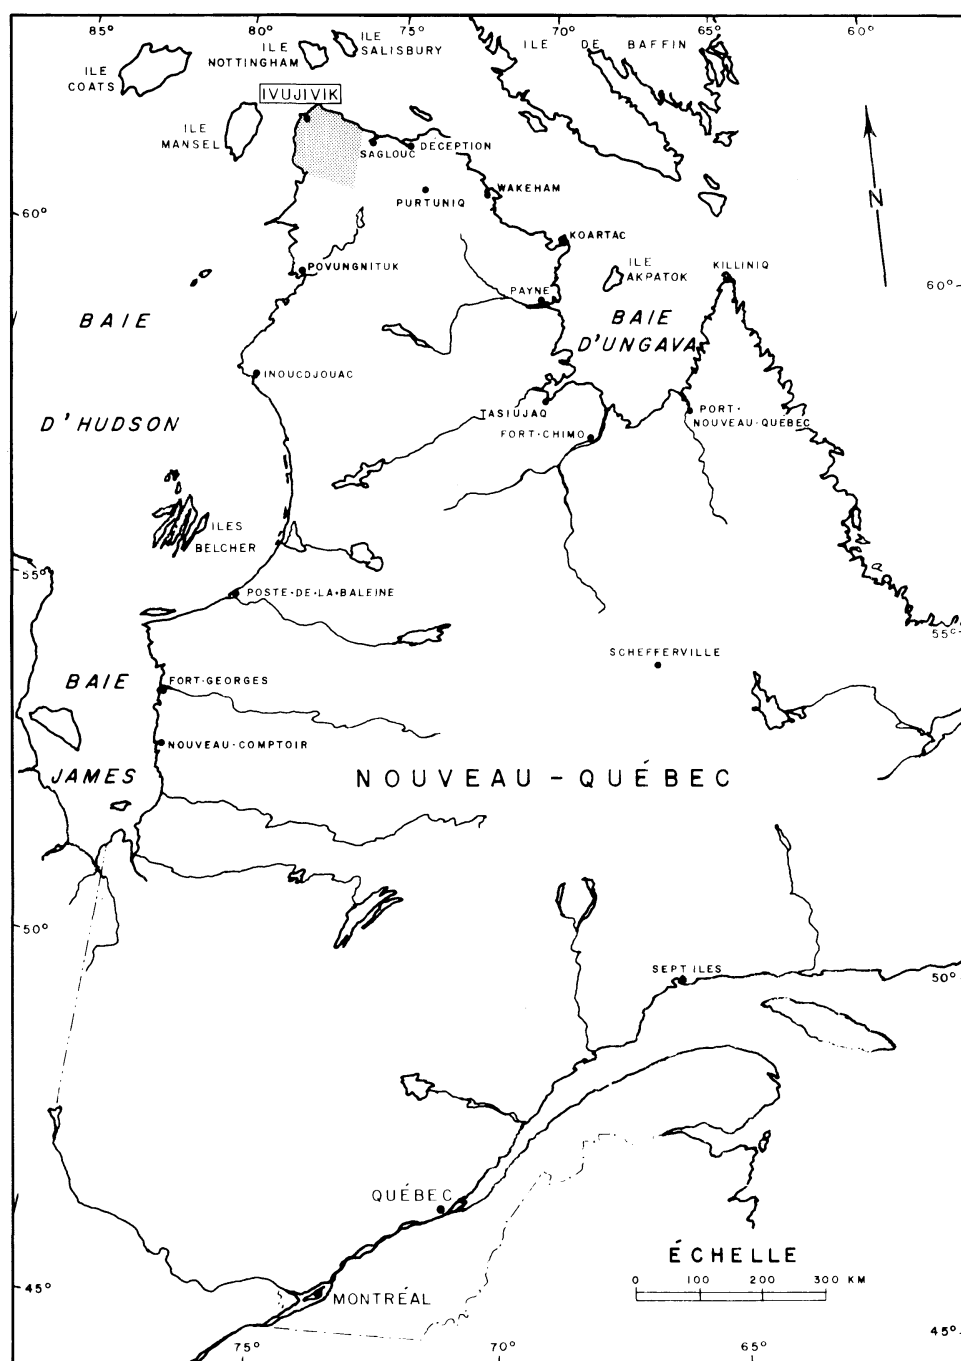 85°
80°
75°
70°
65°
60°
ILE
SALISBURY
ILE
NOTTINGHAM
ILE DE BAFFIN
ILE
COATS
IVUJIVIK
ILE
MANSEL
SAGLOUC
DECEPTION
PURTUNIQ
WAKEHAM
N
60°
KOARTAC
POVUNGNITUK
ILE
AKPATOK
KILLINIQ
60°
PAYNE
BAIE
BAIE
D'UNGAVA
INOUCDJOUAC
D'HUDSON
TASIUJAQ
PORT-
NOUVEAU-QUÉBEC
FORT-CHIMO
ILES
BELCHER
55°
POSTE-DE-LA-BALEINE
55°
SCHEFFERVILLE
BAIE
FORT-GEORGES
NOUVEAU-COMPTOIR
JAMES
NOUVEAU-QUÉBEC
50°
SEPT ILES
50°
QUÉBEC
ÉCHELLE
0 100 200 300 KM
45°
MONTRÉAL
45°
75°
70°
65°